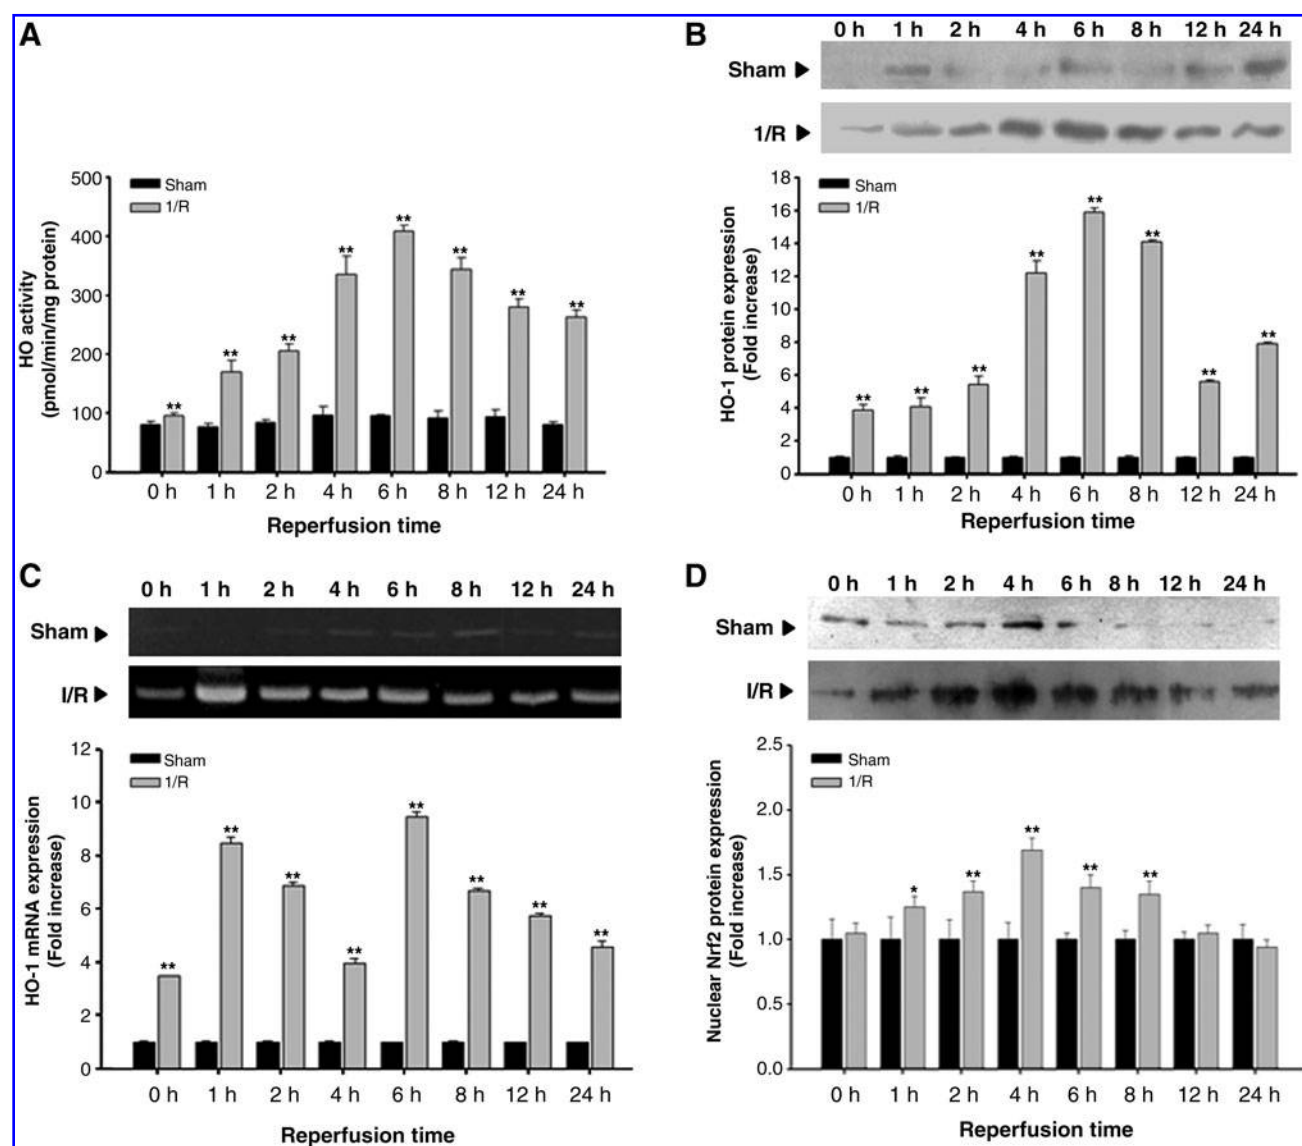 A
500
400
300
200
100
0
HO activity
(pmol/min/mg protein)
Sham
1/R
** ** ** ** ** ** ** **
0 h 1 h 2 h 4 h 6 h 8 h 12 h 24 h
Reperfusion time
B
0 h 1 h 2 h 4 h 6 h 8 h 12 h 24 h
Sham
1/R
18
16
14
12
10
8
6
4
2
0
HO-1 protein expression
(Fold increase)
Sham
1/R
** ** ** ** ** ** ** **
0 h 1 h 2 h 4 h 6 h 8 h 12 h 24 h
Reperfusion time
C
0 h 1 h 2 h 4 h 6 h 8 h 12 h 24 h
Sham
I/R
12
10
8
6
4
2
0
HO-1 mRNA expression
(Fold increase)
Sham
1/R
** ** ** ** ** ** ** **
0 h 1 h 2 h 4 h 6 h 8 h 12 h 24 h
Reperfusion time
D
0 h 1 h 2 h 4 h 6 h 8 h 12 h 24 h
Sham
I/R
2.5
2.0
1.5
1.0
0.5
0.0
Nuclear Nrf2 protein expression
(Fold increase)
Sham
1/R
* ** ** ** **
0 h 1 h 2 h 4 h 6 h 8 h 12 h 24 h
Reperfusion time